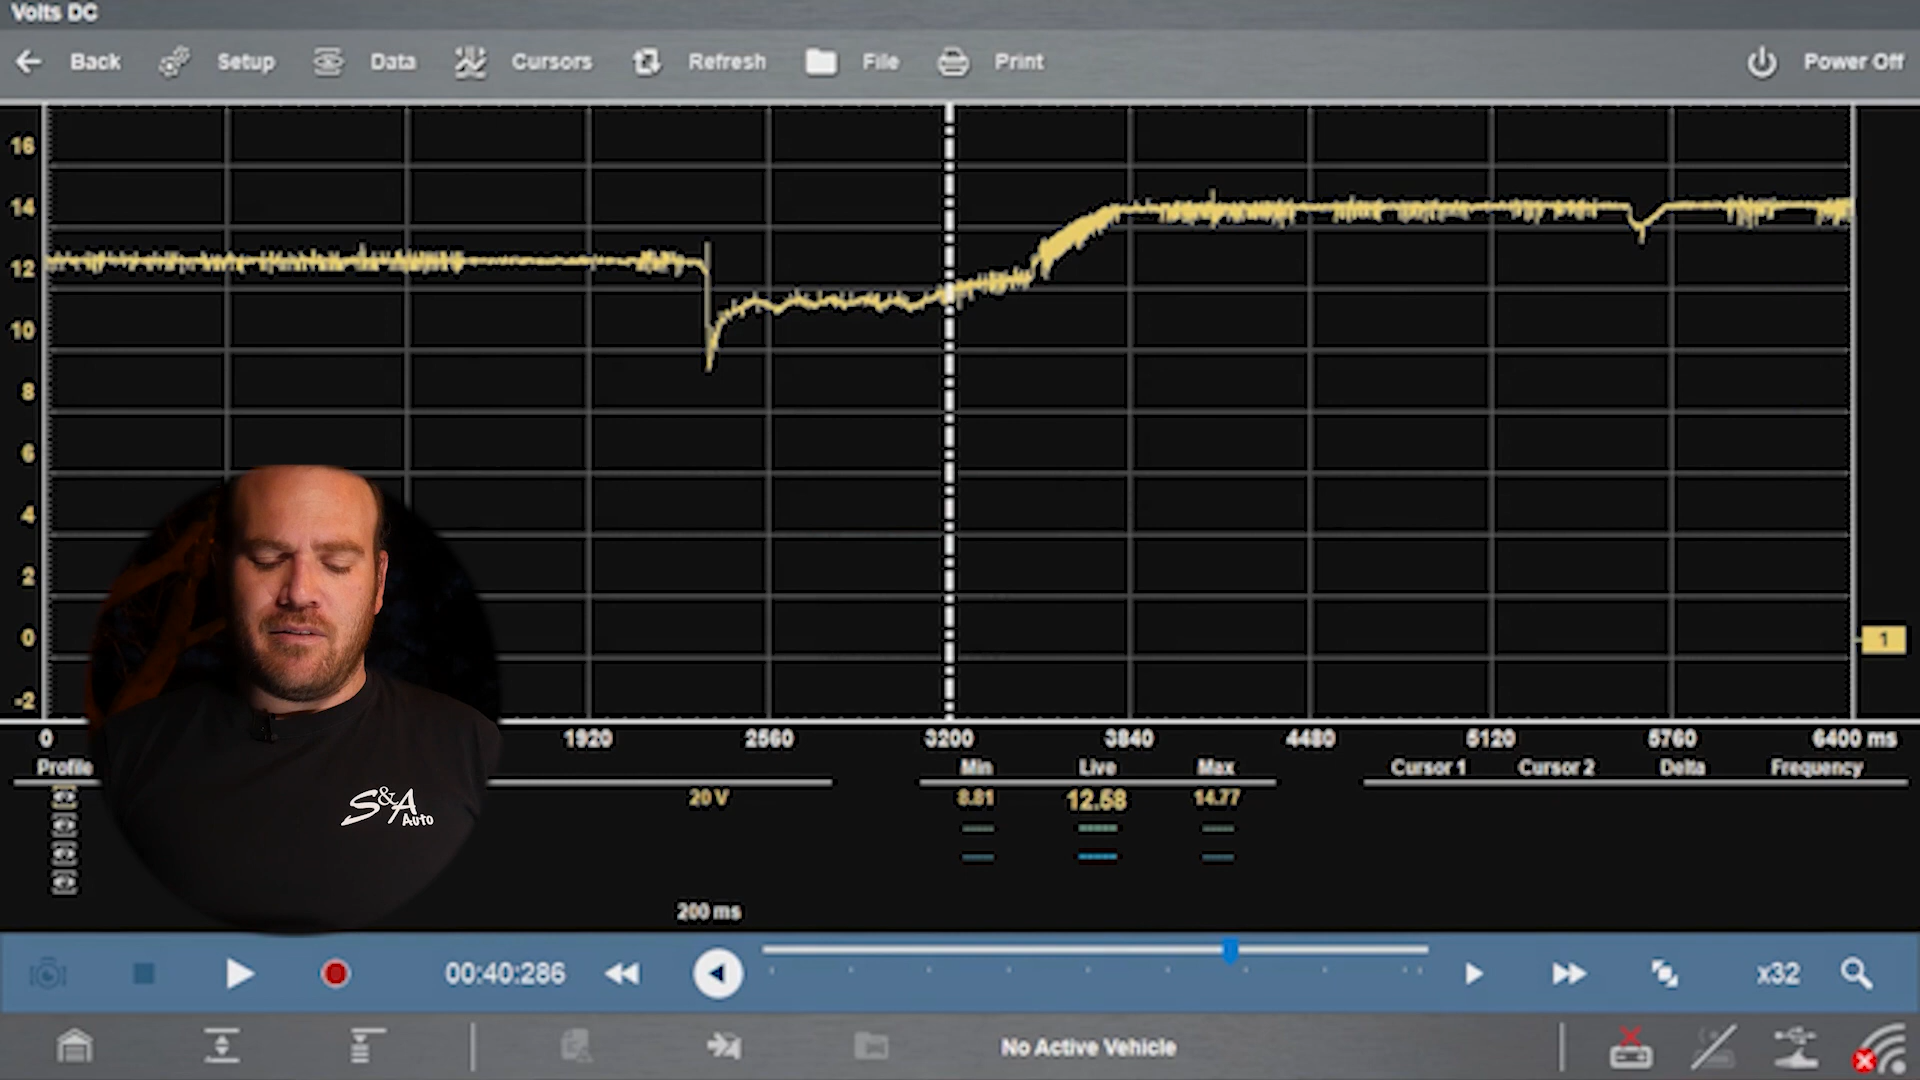 Volts DC
Back Setup Data Cursors Refresh File Print Power Off
16
14
12
10
8
6
4
2
0
-2
1
0 1920 2560 3200 3840 4480 5120 5760 6400 ms
Profile Min Live Max Cursor 1 Cursor 2 Delta Frequency
20 V 8.81 12.58 14.77
S&A
Auto
200 ms
00:40:286 x32
No Active Vehicle